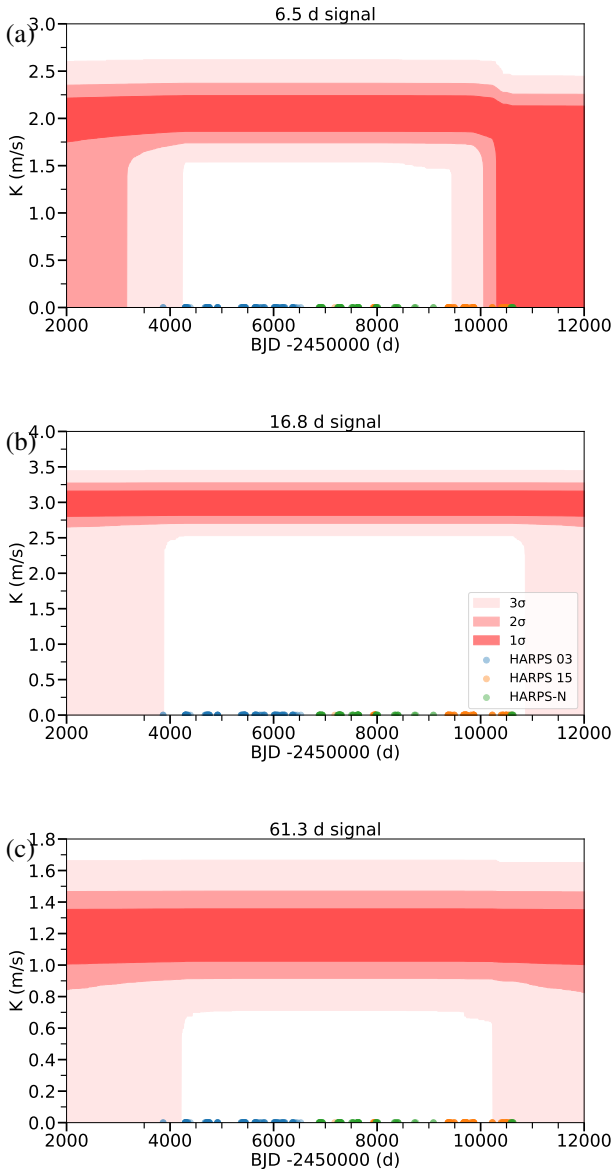 (a)
6.5 d signal
3.0
2.5
2.0
1.5
1.0
0.5
0.0
K (m/s)
2000 4000 6000 8000 10000 12000
BJD -2450000 (d)
(b)
16.8 d signal
4.0
3.5
3.0
2.5
2.0
1.5
1.0
0.5
0.0
K (m/s)
3σ
2σ
1σ
HARPS 03
HARPS 15
HARPS-N
2000 4000 6000 8000 10000 12000
BJD -2450000 (d)
(c)
61.3 d signal
1.8
1.6
1.4
1.2
1.0
0.8
0.6
0.4
0.2
0.0
K (m/s)
2000 4000 6000 8000 10000 12000
BJD -2450000 (d)